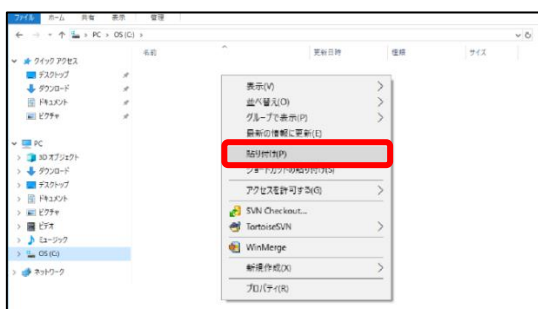 ファイル ホーム 共有 表示 管理
PC > OS (C:) >
名前 更新日時 種類 サイズ
クイック アクセス
デスクトップ
ダウンロード
ドキュメント
ピクチャ
PC
3D オブジェクト
ダウンロード
デスクトップ
ドキュメント
ピクチャ
ビデオ
ミュージック
OS (C:)
ネットワーク
表示(V)
並べ替え(O)
グループで表示(P)
最新の情報に更新(E)
貼り付け(P)
ショートカットの貼り付け(S)
アクセスを許可する(G)
SVN Checkout...
TortoiseSVN
WinMerge
新規作成(X)
プロパティ(R)